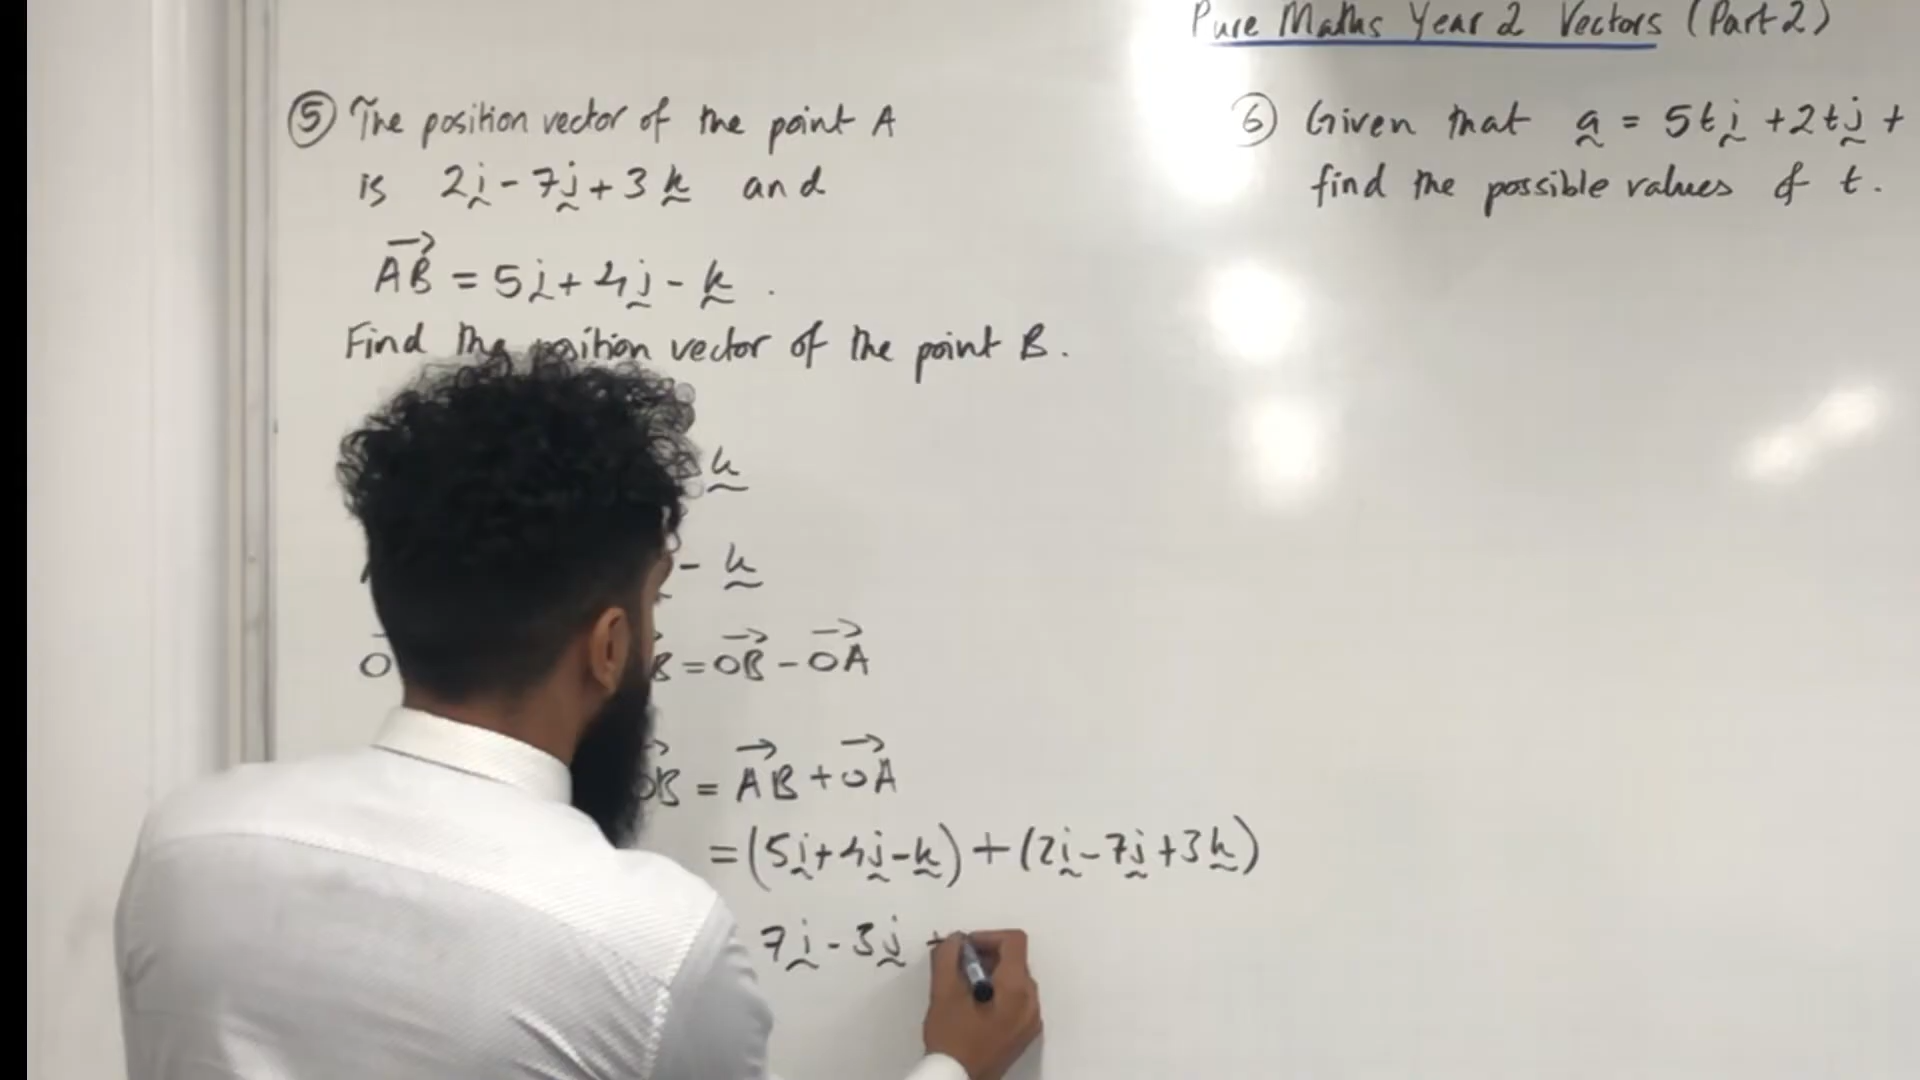 Pure Maths Year 2 Vectors (Part 2)
⑤ The position vector of the point A
is 2i - 7j + 3k and
AB = 5i + 4j - k .
Find the position vector of the point B.
k
- k
O B = OB - OA
OB = AB + OA
= (5i + 4j - k) + (2i - 7j + 3k)
7i - 3j +
⑥ Given that a = 5ti + 2tj +
find the possible values of t.